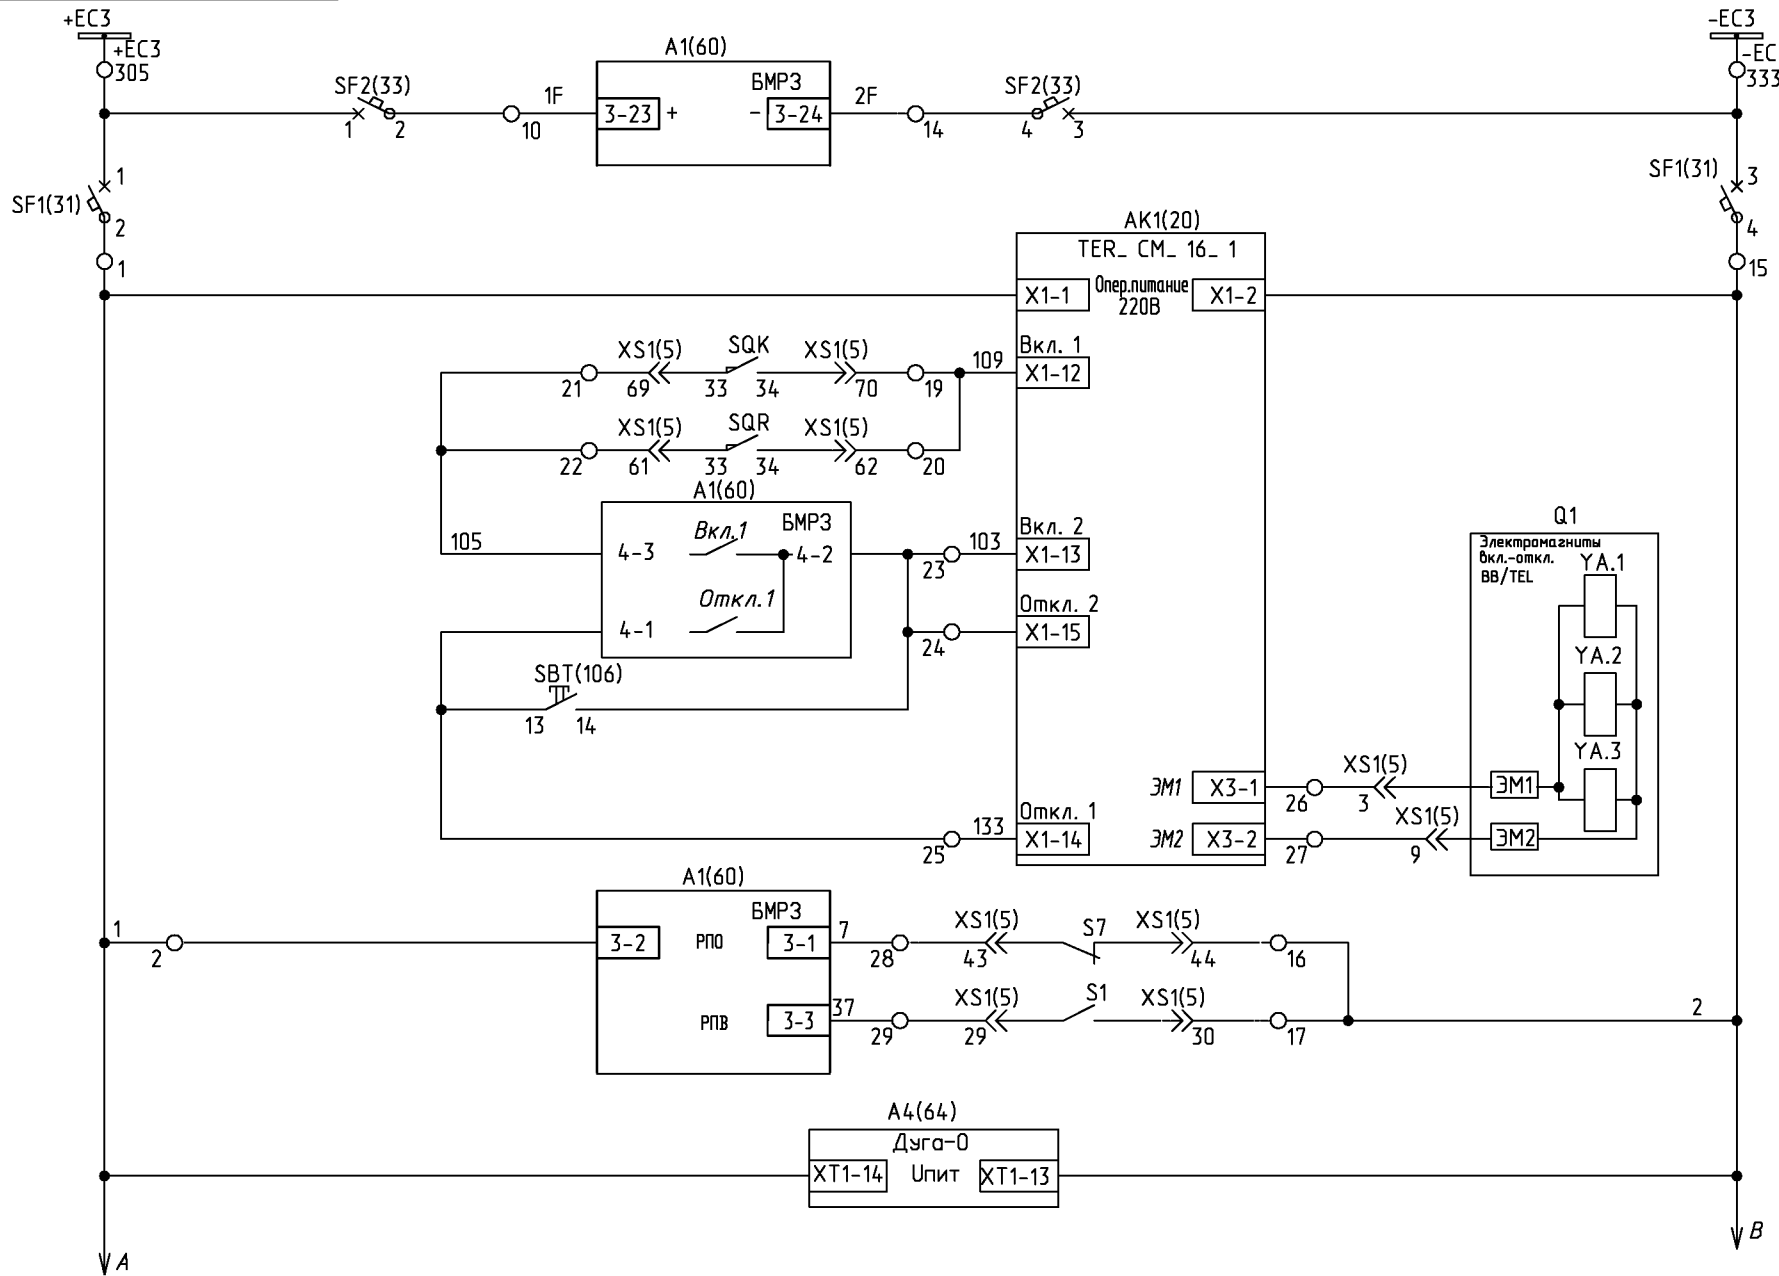 +EC3
-EC3
+EC3
-EC
305
333
A1(60)
SF2(33)
SF2(33)
БМРЗ
1F
2F
3-23
+
-
3-24
1
2
10
14
4
3
1
SF1(31)
2
1
SF1(31)
3
4
15
AK1(20)
TER_ CM_ 16_ 1
X1-1
Опер.питание
220В
X1-2
Вкл. 1
XS1(5)
SQK
XS1(5)
109
X1-12
21
69
33
34
70
19
XS1(5)
SQR
XS1(5)
22
61
33
34
62
20
A1(60)
БМРЗ
Вкл.1
105
4-3
4-2
Откл.1
4-1
Вкл. 2
103
X1-13
23
Откл. 2
X1-15
24
SBT(106)
13
14
Q1
Электромагниты
вкл.-откл.
BB/TEL
YA.1
YA.2
YA.3
XS1(5)
ЭМ1
X3-1
26
3
ЭМ1
Откл. 1
133
X1-14
25
XS1(5)
ЭМ2
X3-2
27
9
ЭМ2
A1(60)
БМРЗ
1
2
3-2
РПО
3-1
7
28
XS1(5)
43
S7
XS1(5)
44
16
РПВ
3-3
37
29
XS1(5)
29
S1
XS1(5)
30
17
2
A4(64)
Дуга-0
XT1-14
Uпит
XT1-13
A
B